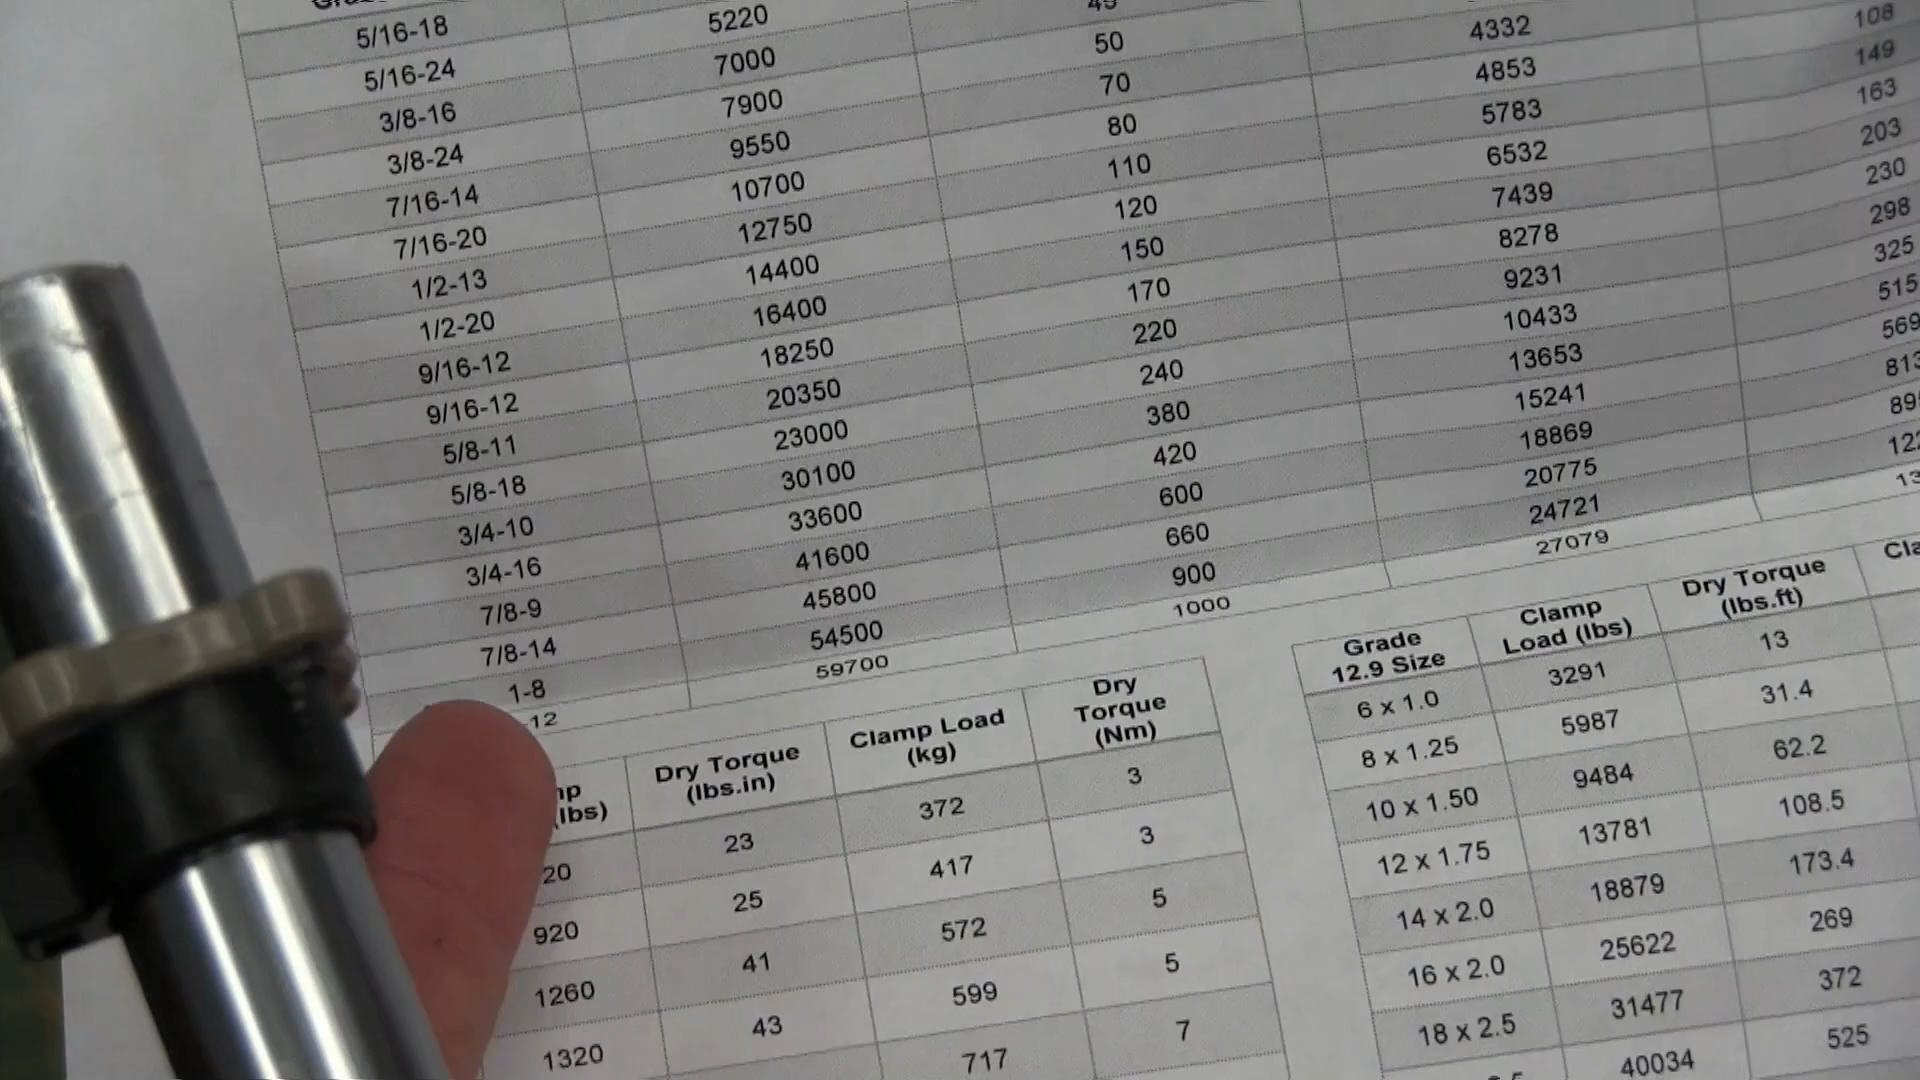 5/16-18
5/16-24 5220
3/8-16 7000 45
3/8-24 7900 50
7/16-14 9550 70 4332
7/16-20 10700 80 4853 108
1/2-13 12750 110 5783 149
1/2-20 14400 120 6532 163
9/16-12 16400 150 7439 203
9/16-12 18250 170 8278 230
5/8-11 20350 220 9231 298
5/8-18 23000 240 10433 325
3/4-10 30100 380 13653 515
3/4-16 33600 420 15241 569
7/8-9 41600 600 18869 813
7/8-14 45800 660 20775
1-8 54500 900 24721
-12 59700 1000 27079
Dry Torque
(lbs.in)
Clamp Load
(kg)
Dry
Torque
(Nm)
(lbs)
20 23 372 3
920 25 417 3
1260 41 572 5
1320 43 599 5
717 7
Grade
12.9 Size
Clamp
Load (lbs)
Dry Torque
(lbs.ft)
6 x 1.0 3291 13
8 x 1.25 5987 31.4
10 x 1.50 9484 62.2
12 x 1.75 13781 108.5
14 x 2.0 18879 173.4
16 x 2.0 25622 269
18 x 2.5 31477 372
40034 525